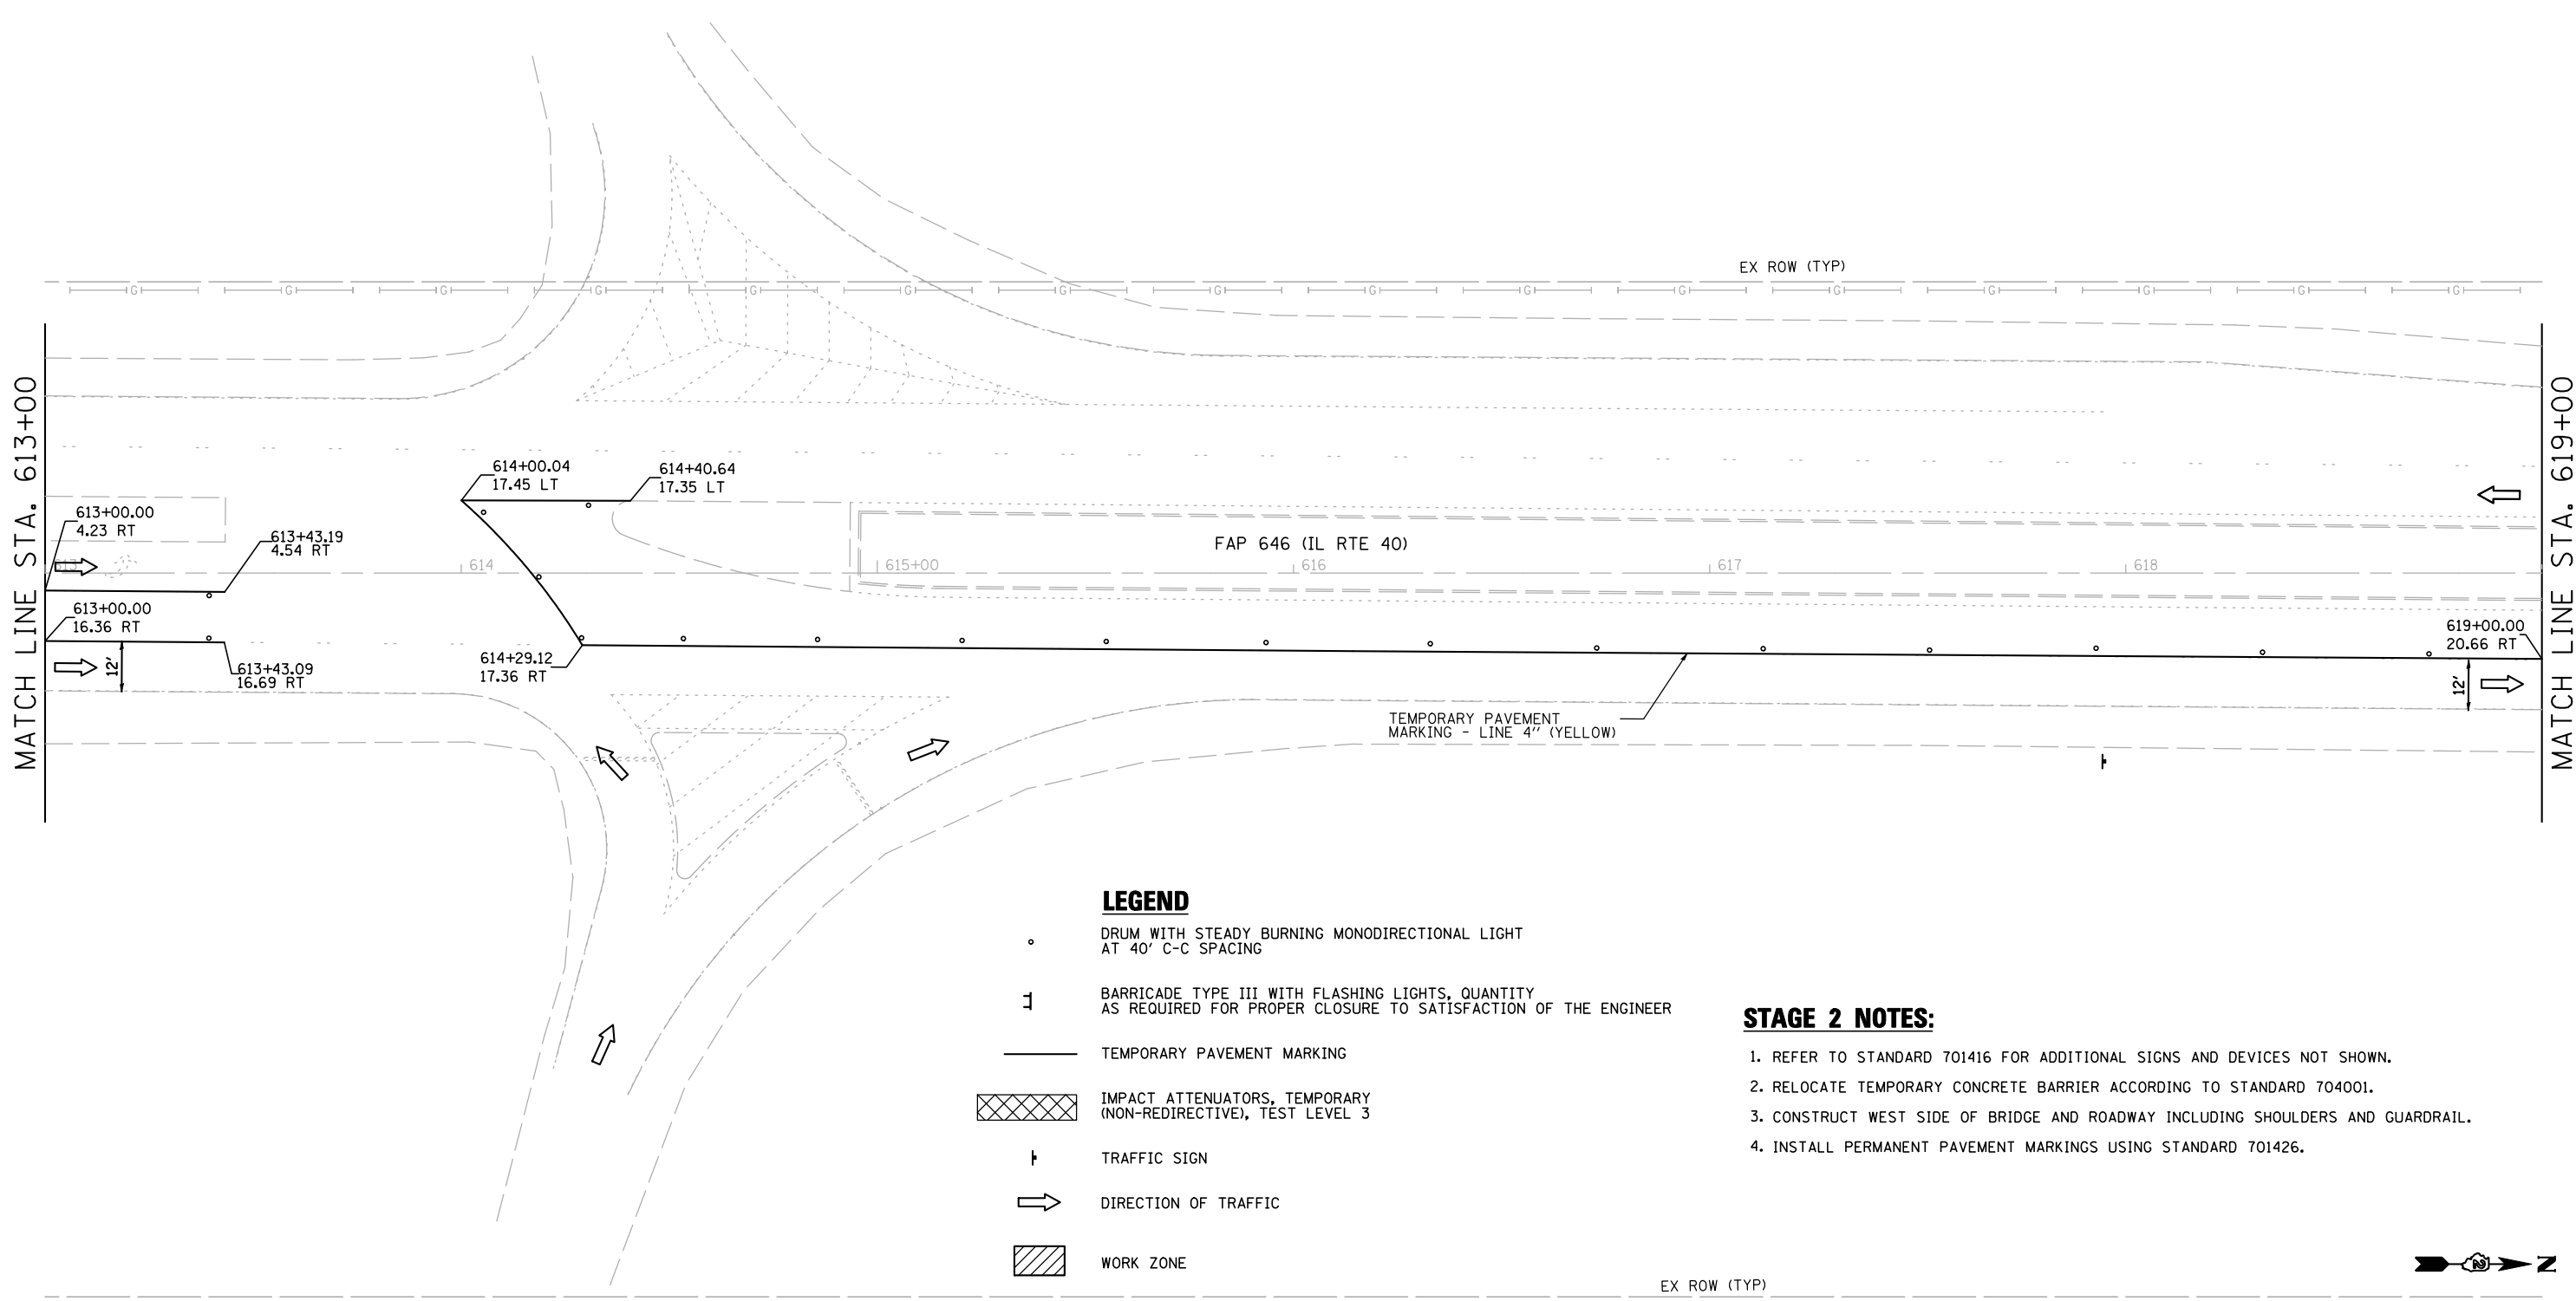 EX ROW (TYP)
G G G G G G G G G G G G G G G G
MATCH LINE STA. 613+00
MATCH LINE STA. 619+00
614+00.04
17.45 LT
614+40.64
17.35 LT
613+00.00
4.23 RT
613+43.19
4.54 RT
FAP 646 (IL RTE 40)
613
614
615+00
616
617
618
613+00.00
16.36 RT
12'
613+43.09
16.69 RT
614+29.12
17.36 RT
619+00.00
20.66 RT
12'
TEMPORARY PAVEMENT
MARKING - LINE 4'' (YELLOW)
LEGEND
DRUM WITH STEADY BURNING MONODIRECTIONAL LIGHT
AT 40' C-C SPACING
BARRICADE TYPE III WITH FLASHING LIGHTS, QUANTITY
AS REQUIRED FOR PROPER CLOSURE TO SATISFACTION OF THE ENGINEER
TEMPORARY PAVEMENT MARKING
IMPACT ATTENUATORS, TEMPORARY
(NON-REDIRECTIVE), TEST LEVEL 3
TRAFFIC SIGN
DIRECTION OF TRAFFIC
WORK ZONE
STAGE 2 NOTES:
1. REFER TO STANDARD 701416 FOR ADDITIONAL SIGNS AND DEVICES NOT SHOWN.
2. RELOCATE TEMPORARY CONCRETE BARRIER ACCORDING TO STANDARD 704001.
3. CONSTRUCT WEST SIDE OF BRIDGE AND ROADWAY INCLUDING SHOULDERS AND GUARDRAIL.
4. INSTALL PERMANENT PAVEMENT MARKINGS USING STANDARD 701426.
2 N
EX ROW (TYP)